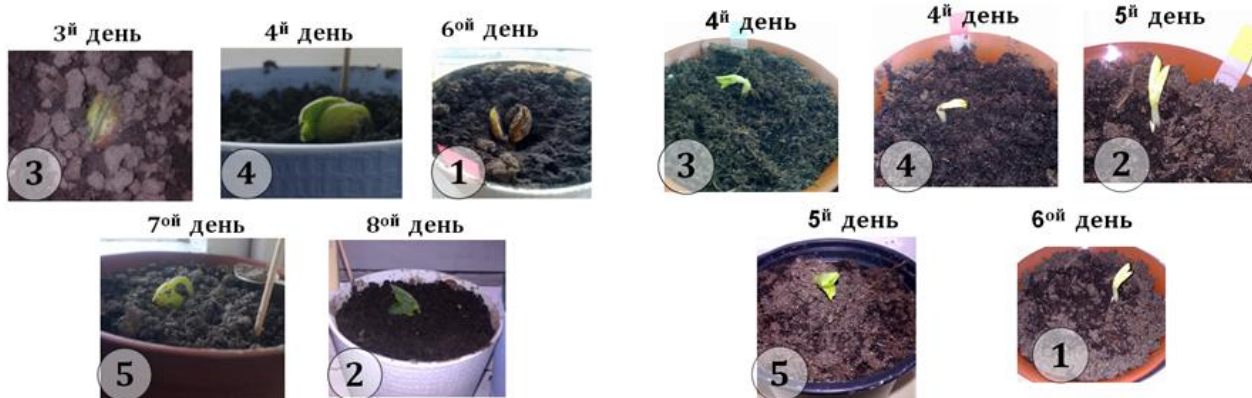 3й день 4й день 6ой день
3 4 1
7ой день 8ой день
5 2
4й день 4й день 5й день
3 4 2
5й день 6ой день
5 1